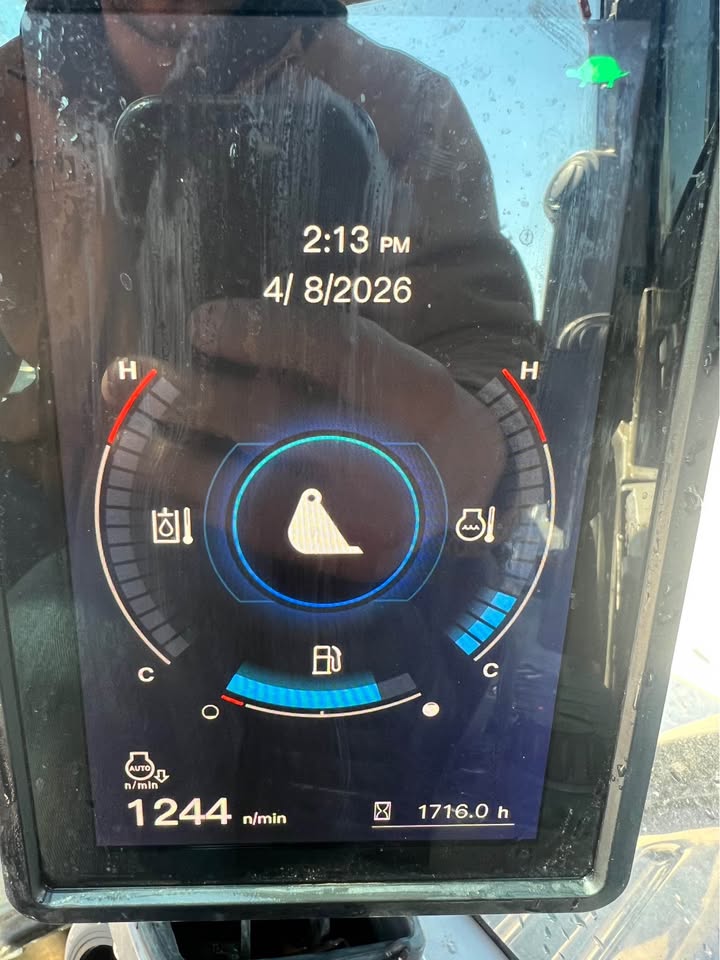 2:13 PM
4/ 8/2026
H
H
C
C
AUTO
n/min
1244 n/min
1716.0 h